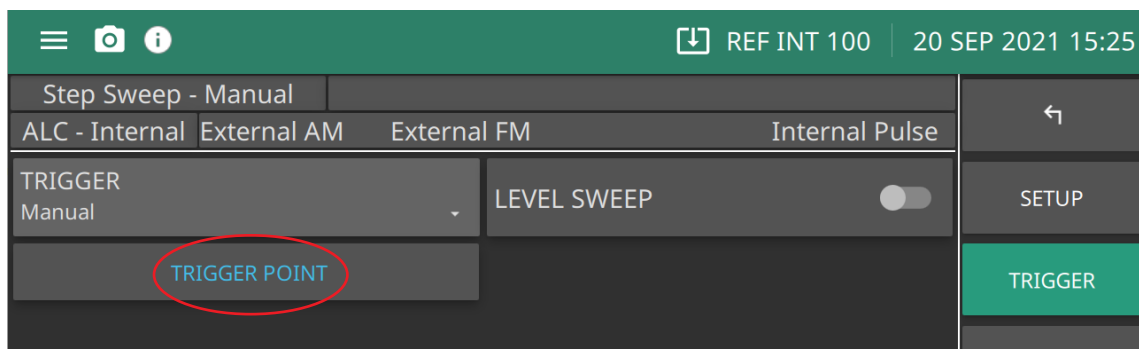 REF INT 100 20 SEP 2021 15:25
Step Sweep - Manual
ALC - Internal External AM External FM Internal Pulse
TRIGGER
Manual
LEVEL SWEEP
TRIGGER POINT
SETUP
TRIGGER